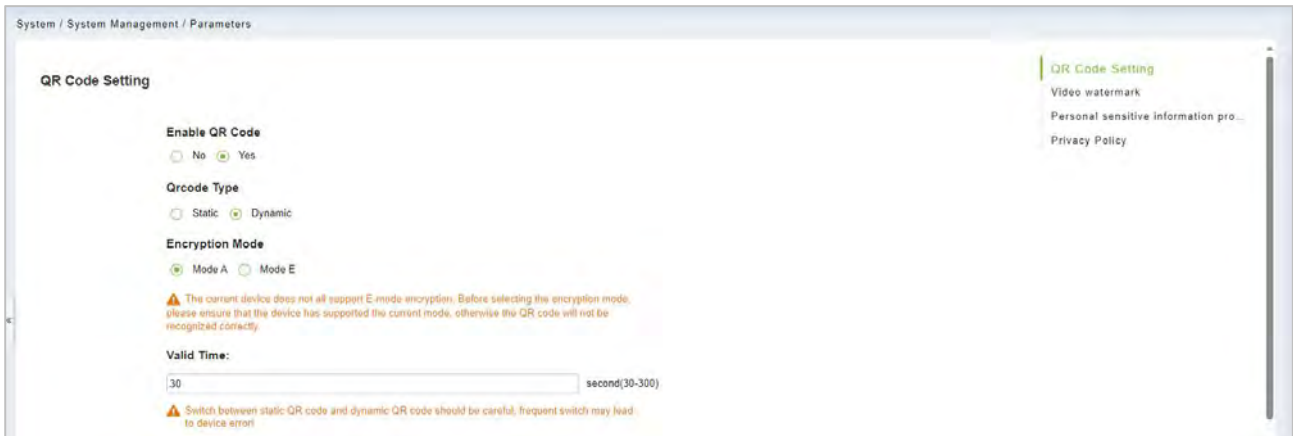 System / System Management / Parameters
QR Code Setting
QR Code Setting
Video watermark
Personal sensitive information pro...
Privacy Policy
Enable QR Code
No Yes
Qrcode Type
Static Dynamic
Encryption Mode
Mode A Mode E
The current device does not all support E-mode encryption. Before selecting the encryption mode,
please ensure that the device has supported the current mode, otherwise the QR code will not be
recognized correctly.
Valid Time:
30 second(30-300)
Switch between static QR code and dynamic QR code should be careful, frequent switch may lead
to device error!